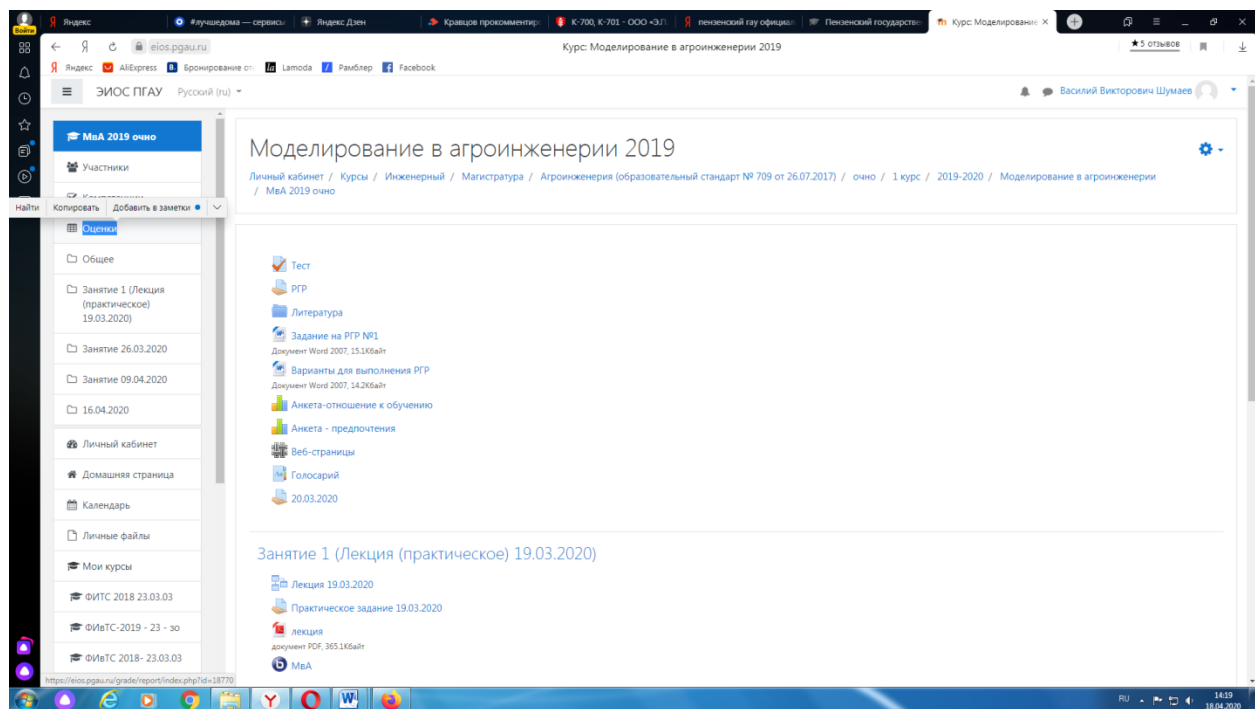 Войти
Яндекс
#лучшедома — сервисы
Яндекс.Дзен
Кравцов прокомментиро
К-700, К-701 - ООО «З.П.
пензенский гау официал
Пензенский государстве
Курс: Моделирование
eios.pgau.ru
Курс: Моделирование в агроинженерии 2019
★5 отзывов
Яндекс
AliExpress
Бронирование от
Lamoda
Рамблер
Facebook
ЭИОС ПГАУ
Русский (ru)
Василий Викторович Шумаев
МвА 2019 очно
Участники
Найти
Копировать
Добавить в заметки
Оценки
Общее
Занятие 1 (Лекция
(практическое)
19.03.2020)
Занятие 26.03.2020
Занятие 09.04.2020
16.04.2020
Личный кабинет
Домашняя страница
Календарь
Личные файлы
Мои курсы
ФИТС 2018 23.03.03
ФИвТС-2019 - 23 - зо
ФИвТС 2018- 23.03.03
Моделирование в агроинженерии 2019
Личный кабинет / Курсы / Инженерный / Магистратура / Агроинженерия (образовательный стандарт № 709 от 26.07.2017) / очно / 1 курс / 2019-2020 / Моделирование в агроинженерии
/ МвА 2019 очно
Тест
РГР
Литература
Задание на РГР №1
Документ Word 2007, 15.1Кбайт
Варианты для выполнения РГР
Документ Word 2007, 14.2Кбайт
Анкета-отношение к обучению
Анкета - предпочтения
Веб-страницы
Голосарий
20.03.2020
Занятие 1 (Лекция (практическое) 19.03.2020)
Лекция 19.03.2020
Практическое задание 19.03.2020
лекция
документ PDF, 365.1Кбайт
МвА
https://eios.pgau.ru/grade/report/index.php?id=18770
RU
14:19
18.04.2020